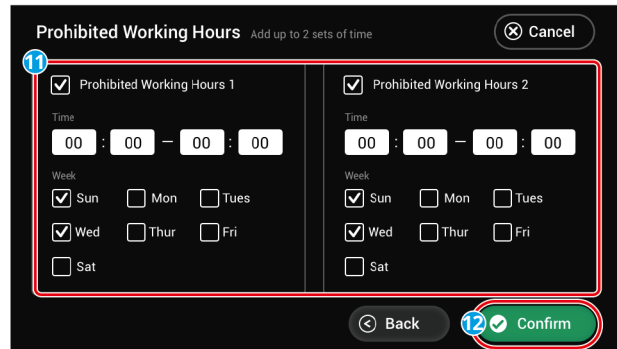 Prohibited Working Hours Add up to 2 sets of time
Cancel
11
Prohibited Working Hours 1
Time
00 : 00 — 00 : 00
Week
Sun Mon Tues
Wed Thur Fri
Sat
Prohibited Working Hours 2
Time
00 : 00 — 00 : 00
Week
Sun Mon Tues
Wed Thur Fri
Sat
Back
12 Confirm